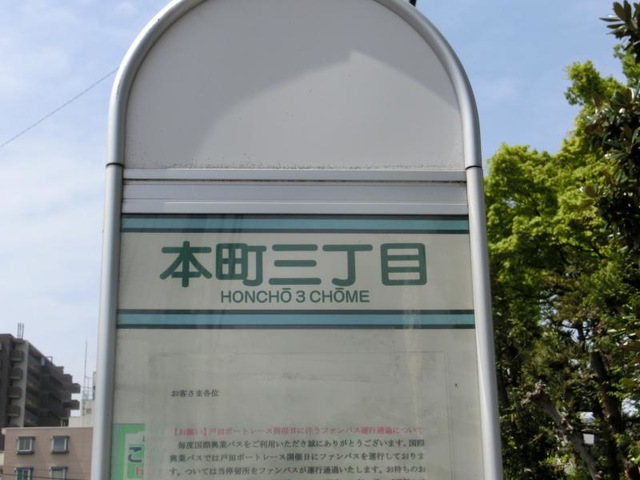 本町三丁目
HONCHŌ 3 CHŌME
お客さま各位
【お願い】戸田ボートレース開催日に伴うファンバス運行通過について
毎度国際興業バスをご利用いただき誠にありがとうございます。国際
興業バスでは戸田ボートレース開催日にファンバスを運行しておりま
す。ついては当停留所をファンバスが運行通過いたします。お待ちのお